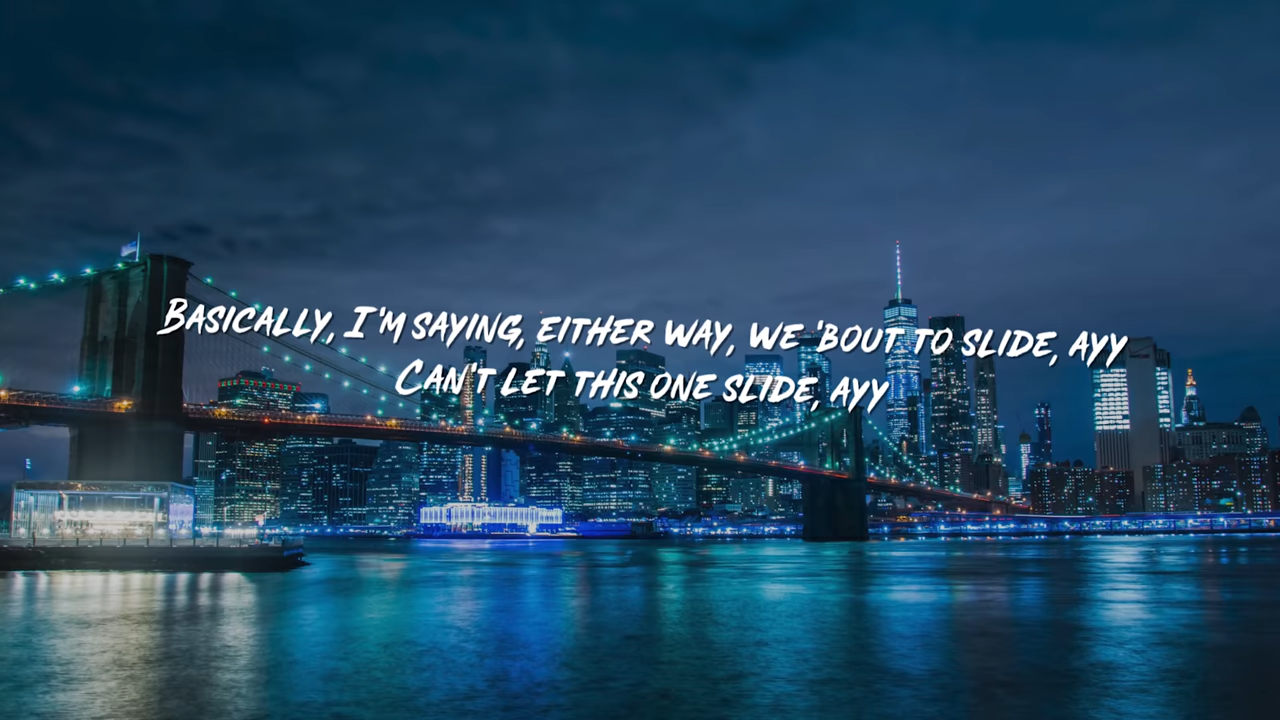 Basically, I'm saying, either way, we 'bout to slide, ayy
Can't let this one slide, ayy